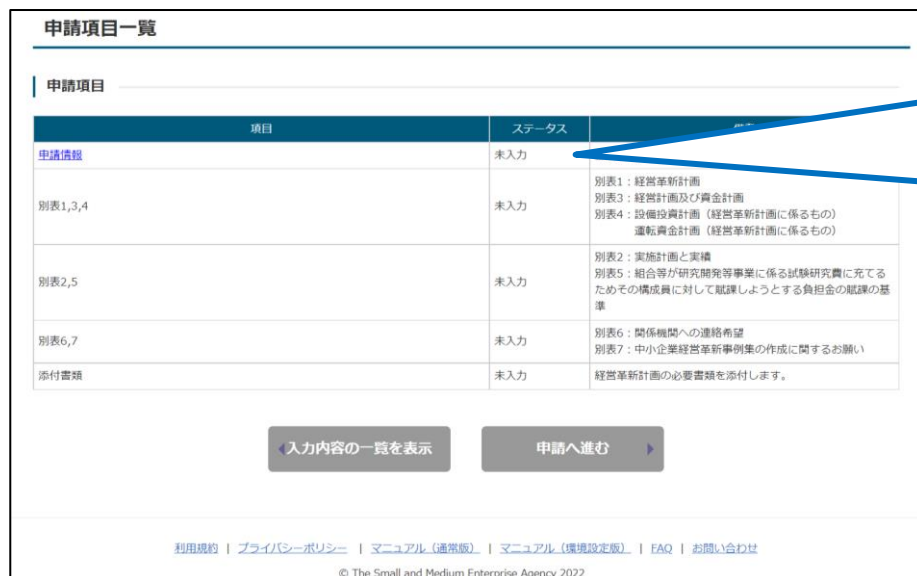 申請項目一覧
申請項目
項目 ステータス
申請情報 未入力
別表1,3,4 未入力 別表1：経営革新計画
別表3：経営計画及び資金計画
別表4：設備投資計画（経営革新計画に係るもの）
運転資金計画（経営革新計画に係るもの）
別表2,5 未入力 別表2：実施計画と実績
別表5：組合等が研究開発等事業に係る試験研究費に充てる
ためその構成員に対して賦課しようとする負担金の賦課の基
準
別表6,7 未入力 別表6：関係機関への連絡希望
別表7：中小企業経営革新事例集の作成に関するお願い
添付書類 未入力 経営革新計画の必要書類を添付します。
入力内容の一覧を表示 申請へ進む
利用規約 | プライバシーポリシー | マニュアル（通常版） | マニュアル（環境設定版） | FAQ | お問い合わせ
© The Small and Medium Enterprise Agency 2022